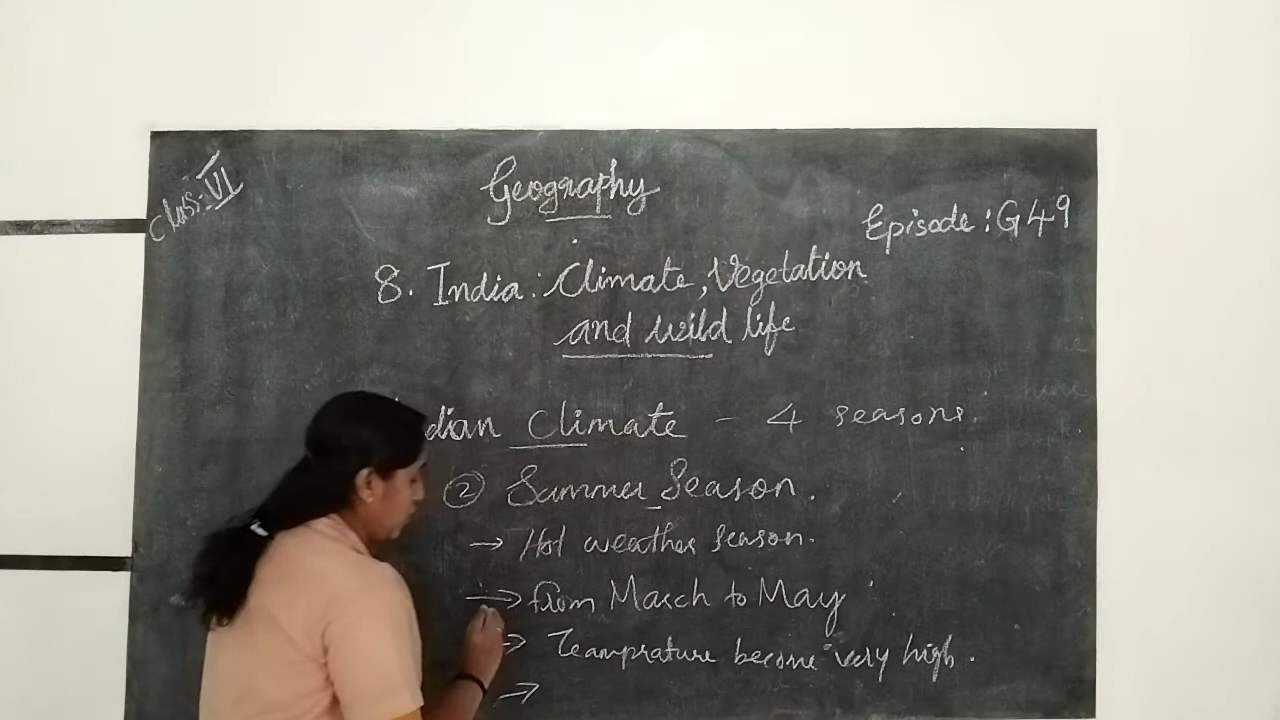 Class-VI
Geography
Episode: G49
8. India: Climate, Vegetation
and wild life
dian Climate - 4 seasons.
② Summer Season.
→ Hot weather season.
→ from March to May
→ Teamprature become very high.
→